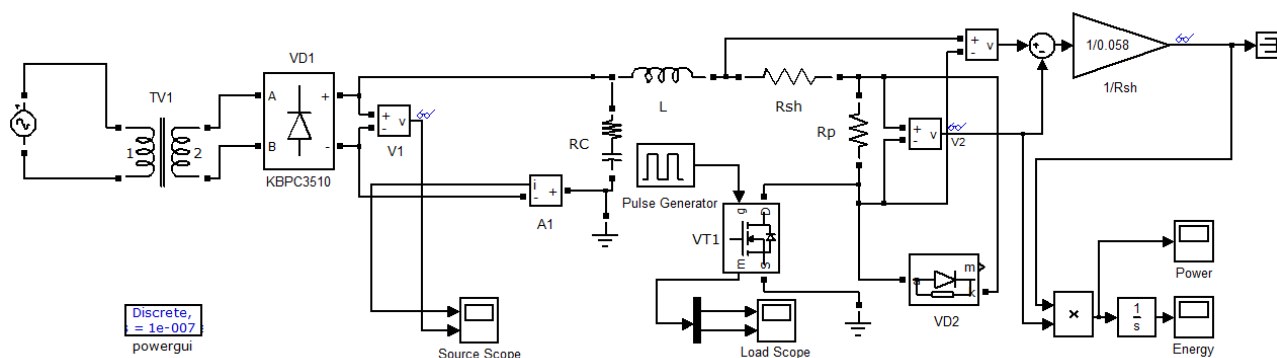 TV1
1
2
VD1
A
B
+
-
KBPC3510
+
-
v
V1
RC
L
Rsh
Rp
+
-
v
V2
+
-
v
+
-
1/0.058
1/Rsh
i
-
+
A1
Pulse Generator
VT1
g
D
m
S
a
m
k
VD2
Discrete,
= 1e-007
powergui
Source Scope
Load Scope
×
1
s
Power
Energy